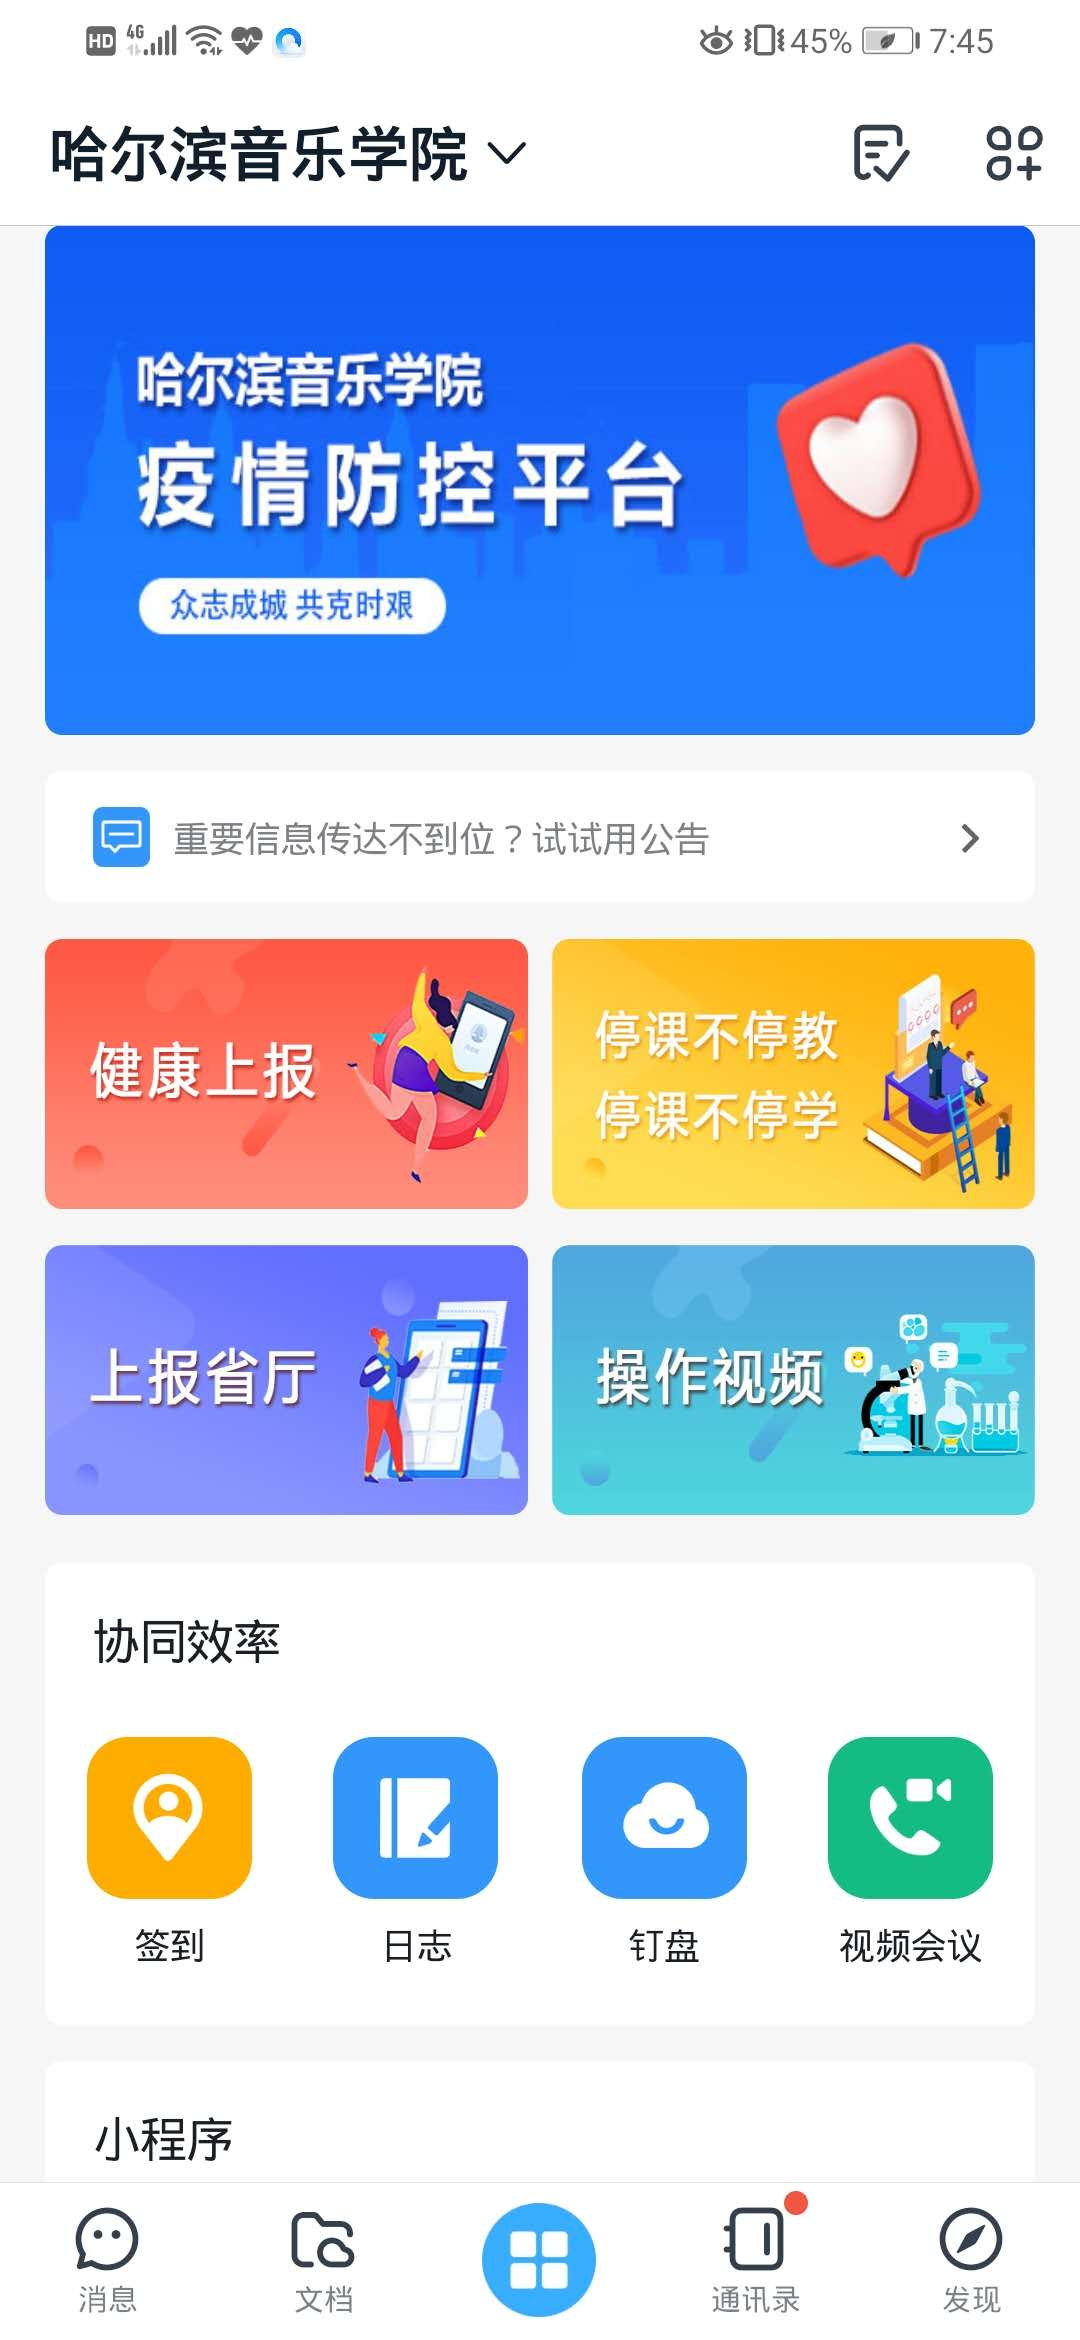 HD 4G 45% 7:45
哈尔滨音乐学院
哈尔滨音乐学院
疫情防控平台
众志成城 共克时艰
重要信息传达不到位？试试用公告
健康上报
停课不停教
停课不停学
上报省厅
操作视频
协同效率
签到 日志 钉盘 视频会议
小程序
消息 文档 通讯录 发现